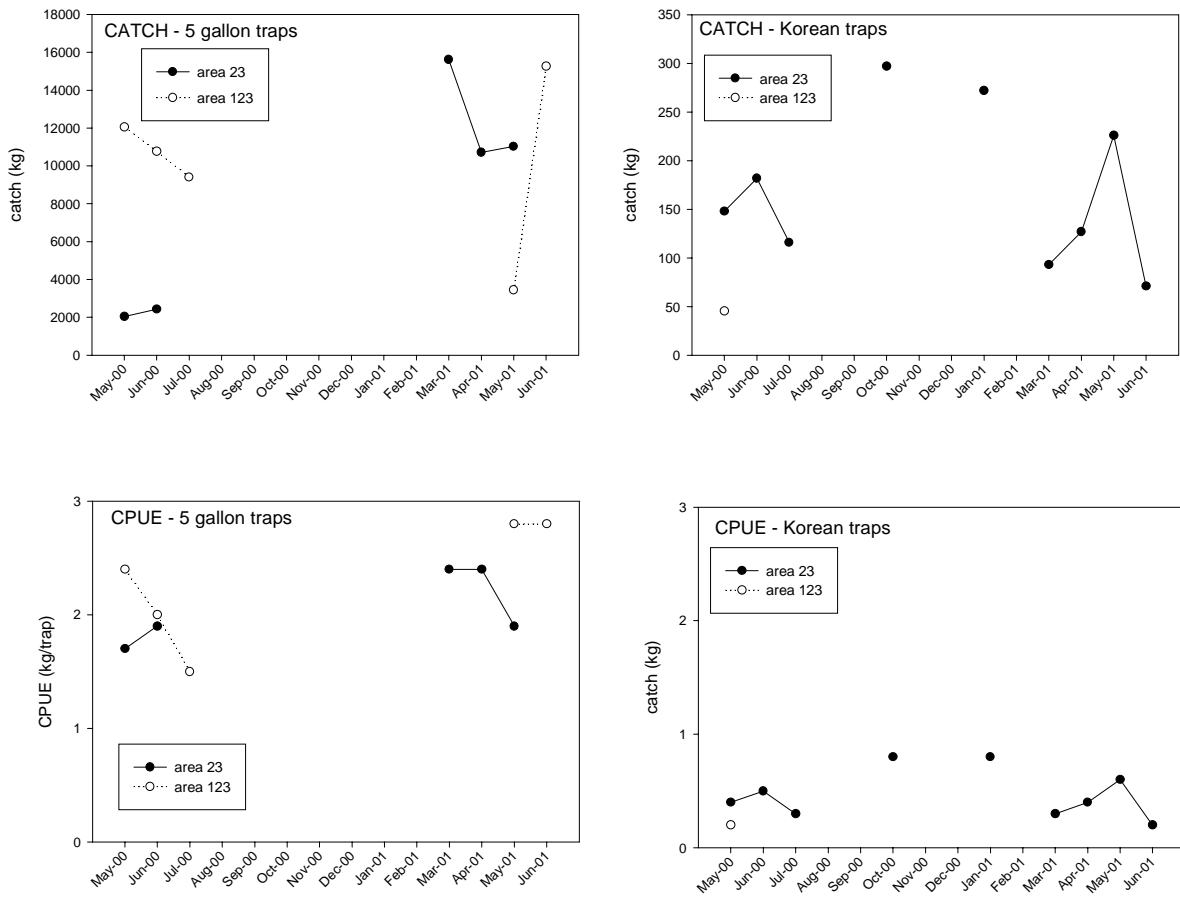 CATCH - 5 gallon traps
area 23
area 123
catch (kg)
18000
16000
14000
12000
10000
8000
6000
4000
2000
0
May-00
Jun-00
Jul-00
Aug-00
Sep-00
Oct-00
Nov-00
Dec-00
Jan-01
Feb-01
Mar-01
Apr-01
May-01
Jun-01
CATCH - Korean traps
area 23
area 123
catch (kg)
350
300
250
200
150
100
50
0
May-00
Jun-00
Jul-00
Aug-00
Sep-00
Oct-00
Nov-00
Dec-00
Jan-01
Feb-01
Mar-01
Apr-01
May-01
Jun-01
CPUE - 5 gallon traps
area 23
area 123
CPUE (kg/trap)
3
2
1
0
May-00
Jun-00
Jul-00
Aug-00
Sep-00
Oct-00
Nov-00
Dec-00
Jan-01
Feb-01
Mar-01
Apr-01
May-01
Jun-01
CPUE - Korean traps
area 23
area 123
catch (kg)
3
2
1
0
May-00
Jun-00
Jul-00
Aug-00
Sep-00
Oct-00
Nov-00
Dec-00
Jan-01
Feb-01
Mar-01
Apr-01
May-01
Jun-01